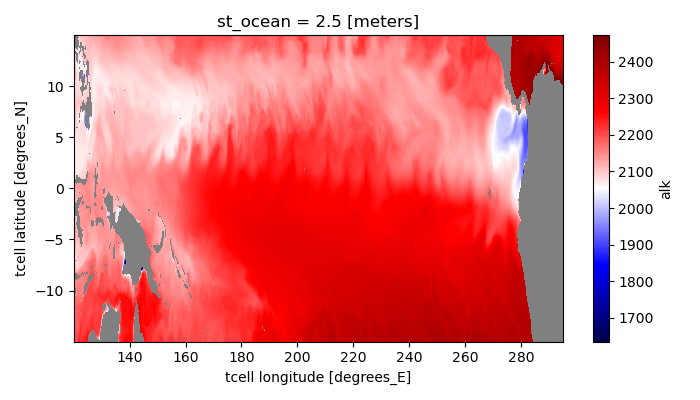 st_ocean = 2.5 [meters]
10
5
0
−5
−10
tcell latitude [degrees_N]
140 160 180 200 220 240 260 280
tcell longitude [degrees_E]
2400
2300
2200
2100
2000
1900
1800
1700
alk